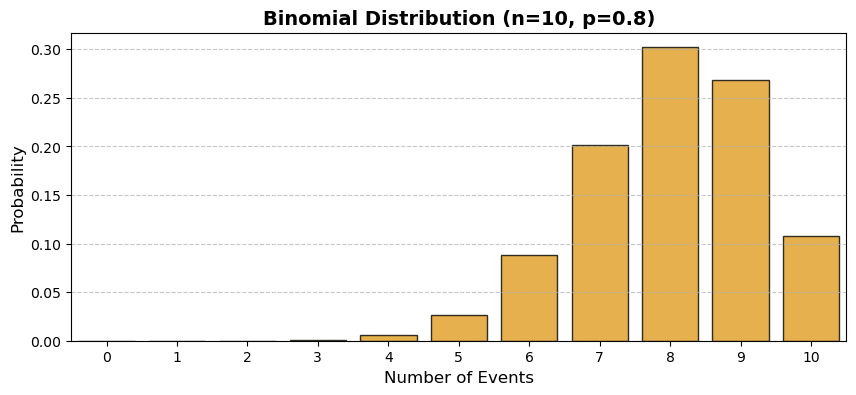 Binomial Distribution (n=10, p=0.8)
Probability
0.30
0.25
0.20
0.15
0.10
0.05
0.00
0 1 2 3 4 5 6 7 8 9 10
Number of Events